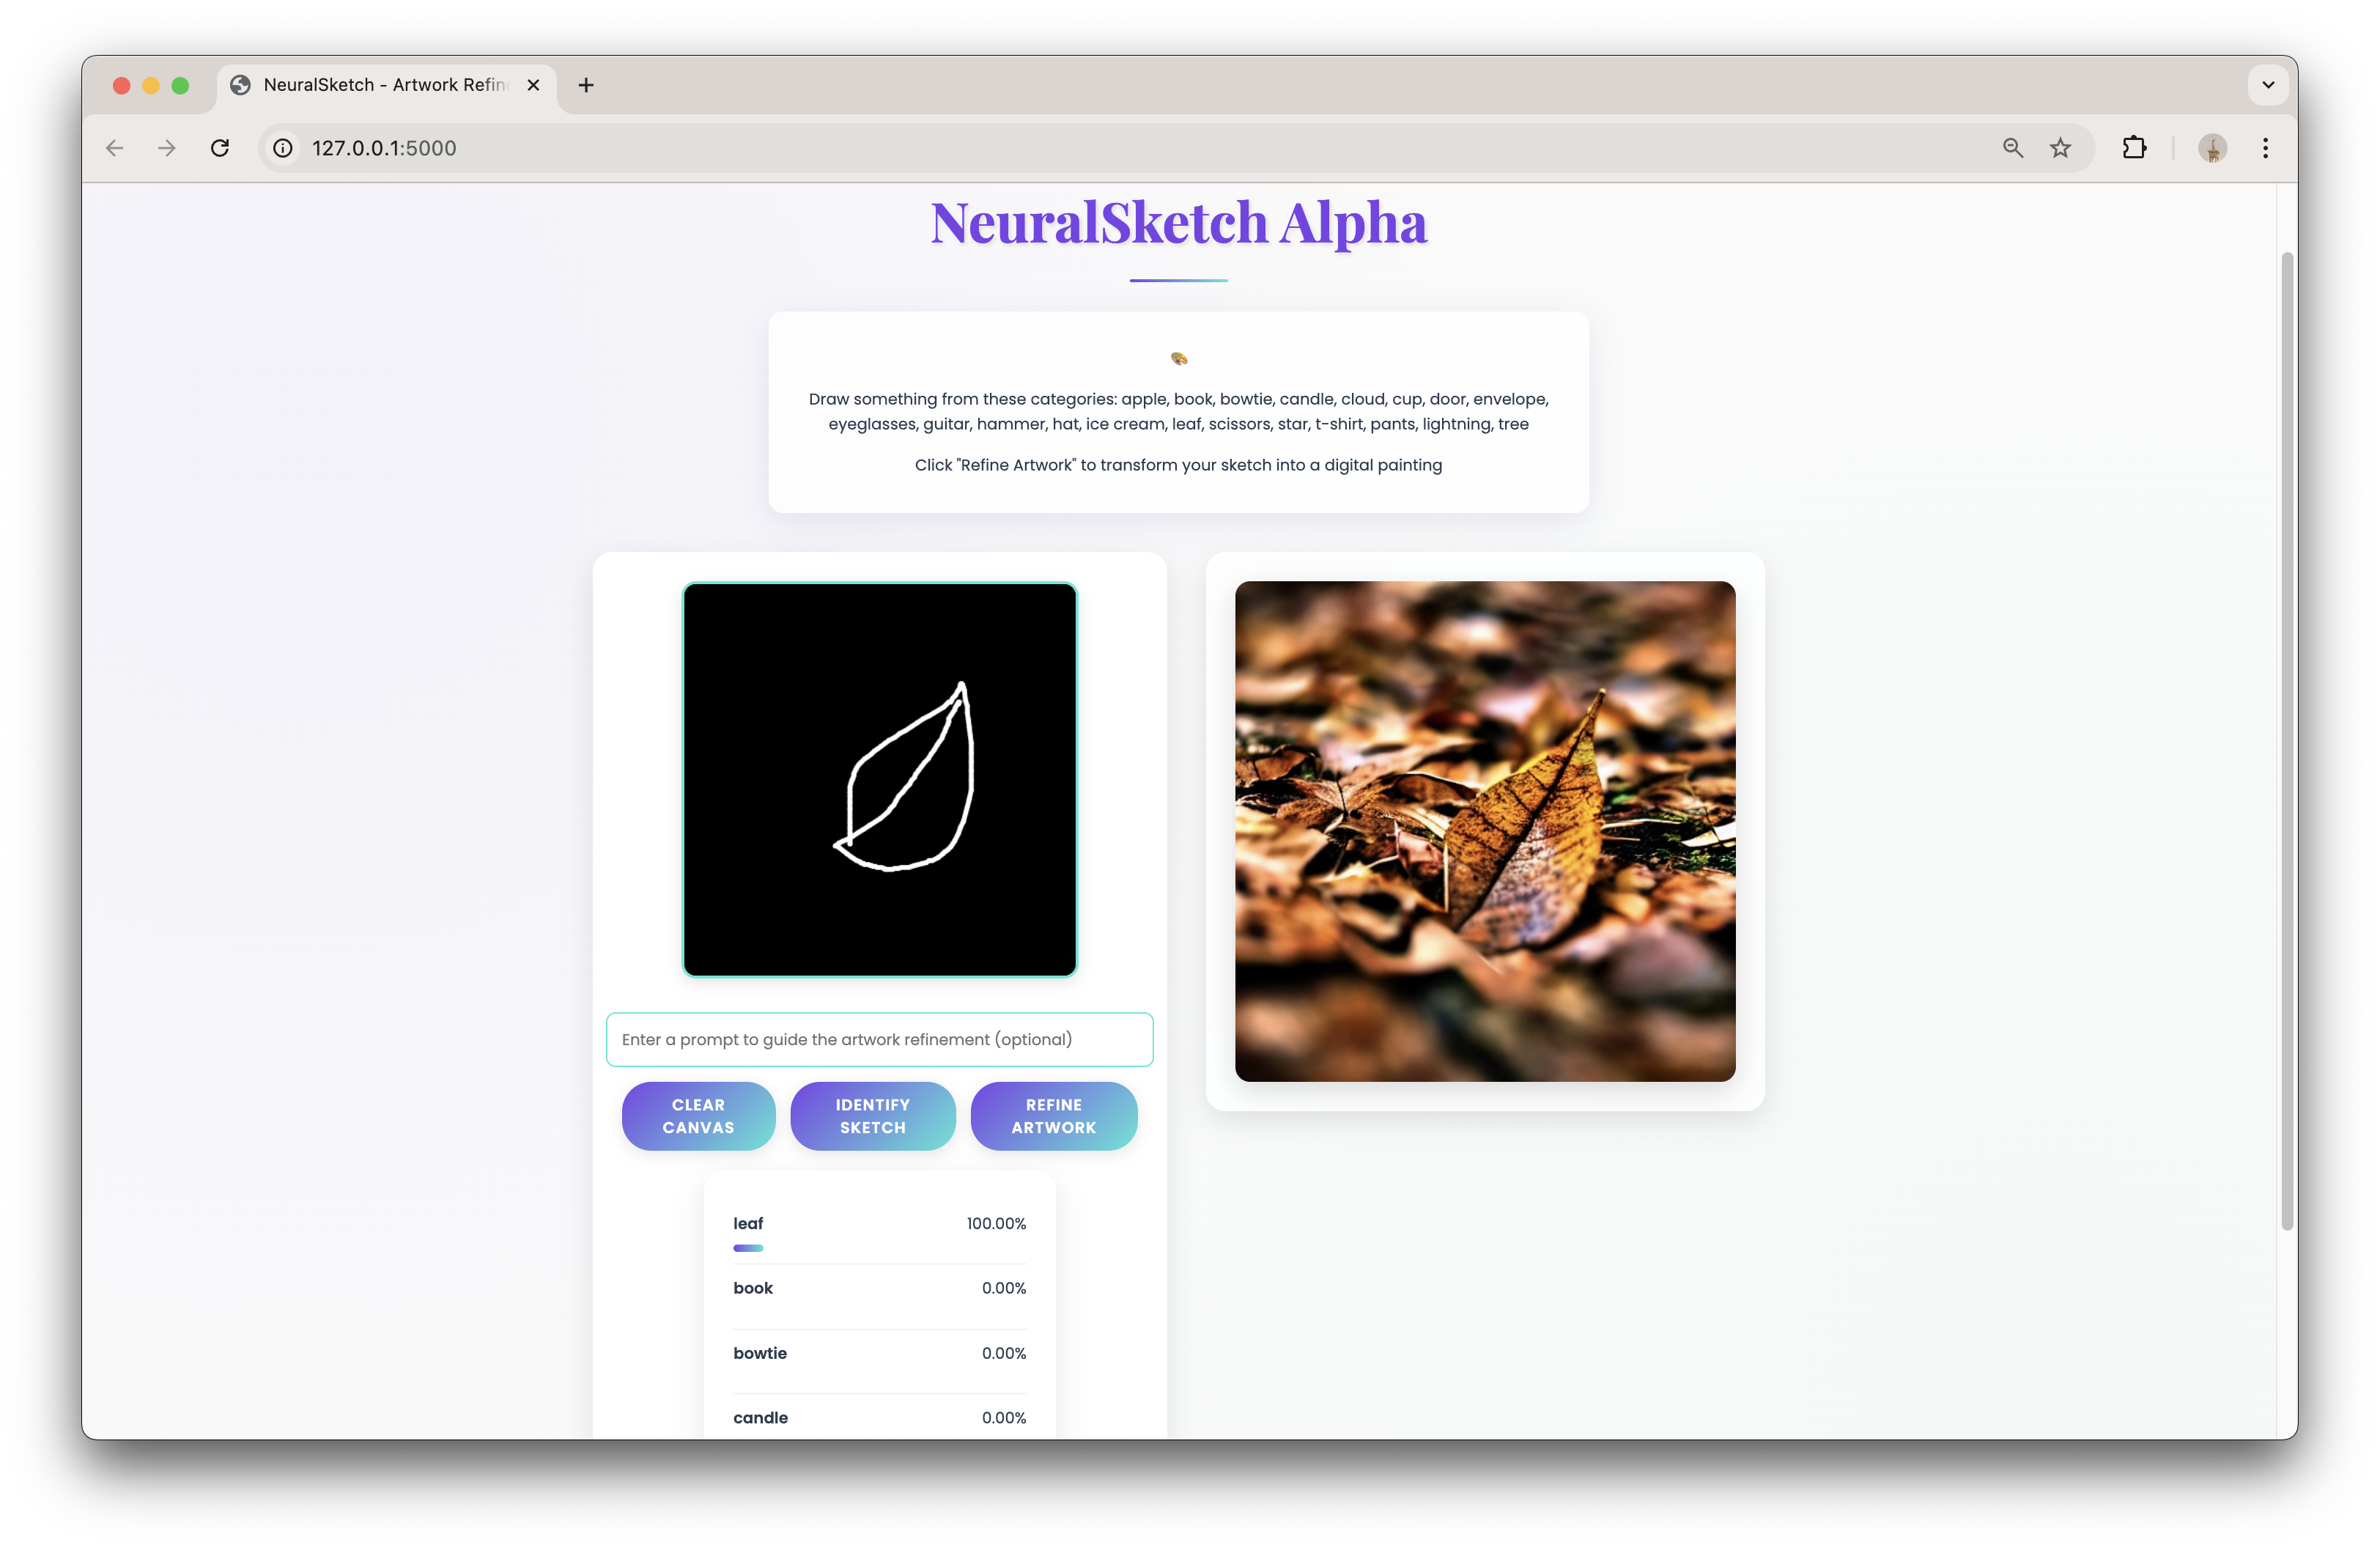 NeuralSketch - Artwork Refin
127.0.0.1:5000
NeuralSketch Alpha
Draw something from these categories: apple, book, bowtie, candle, cloud, cup, door, envelope,
eyeglasses, guitar, hammer, hat, ice cream, leaf, scissors, star, t-shirt, pants, lightning, tree
Click "Refine Artwork" to transform your sketch into a digital painting
Enter a prompt to guide the artwork refinement (optional)
CLEAR
CANVAS
IDENTIFY
SKETCH
REFINE
ARTWORK
leaf 100.00%
book 0.00%
bowtie 0.00%
candle 0.00%